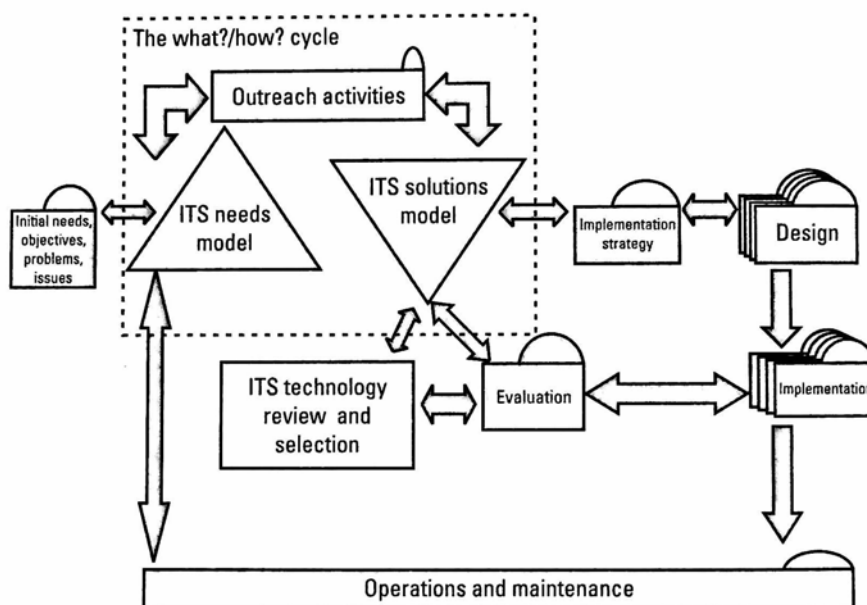 The what?/how? cycle
Outreach activities
Initial needs,
objectives,
problems,
issues
ITS needs
model
ITS solutions
model
Implementation
strategy
Design
ITS technology
review and
selection
Evaluation
Implementation
Operations and maintenance